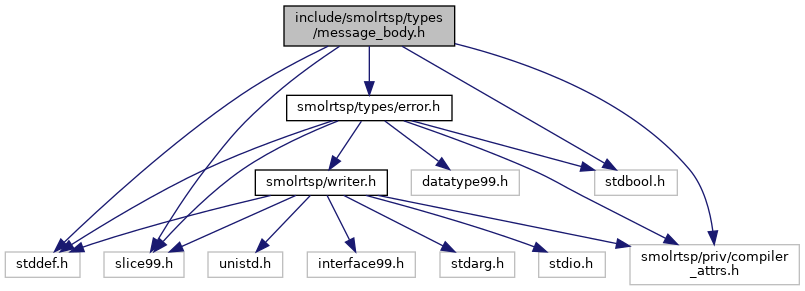 include/smolrtsp/types
/message_body.h
smolrtsp/types/error.h
smolrtsp/writer.h
datatype99.h
stdbool.h
stddef.h
slice99.h
unistd.h
interface99.h
stdarg.h
stdio.h
smolrtsp/priv/compiler
_attrs.h